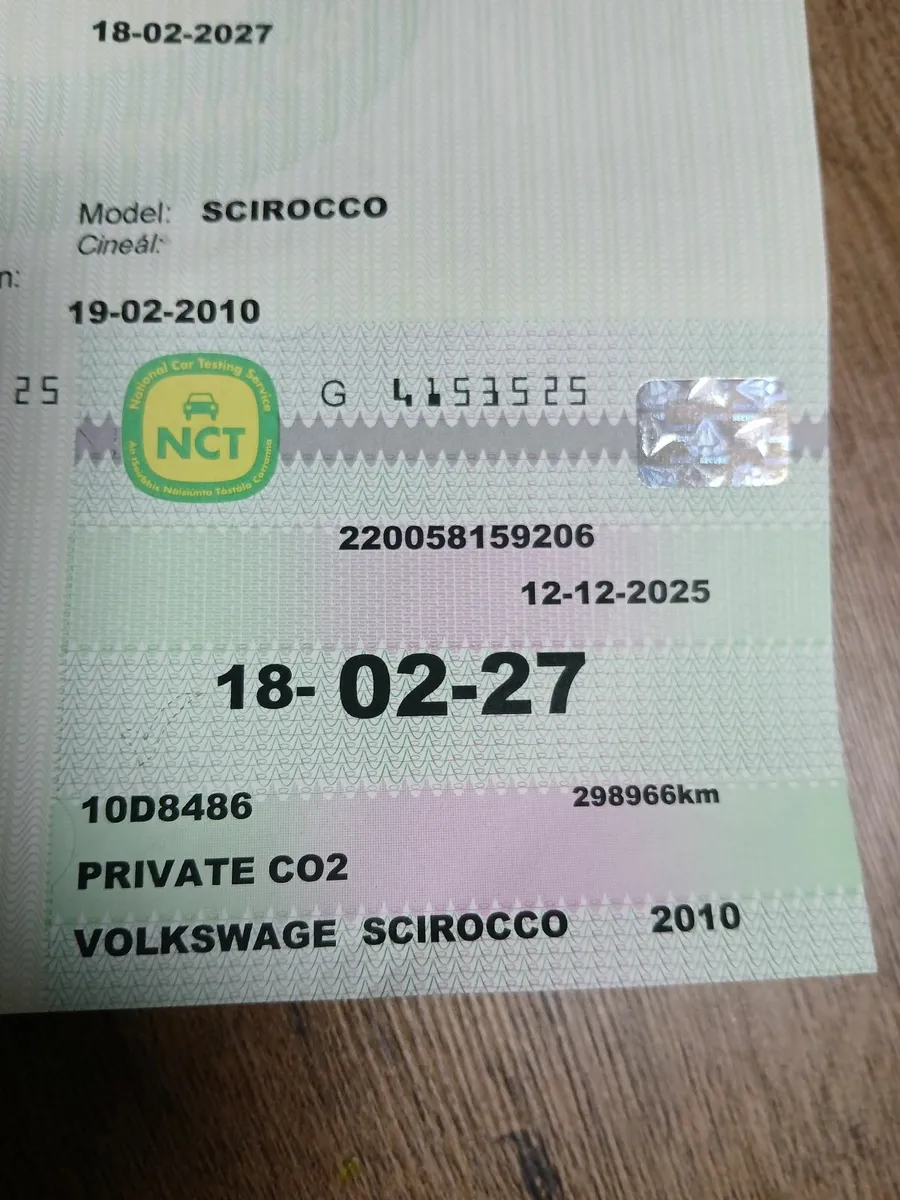 18-02-2027
Model: SCIROCCO
Cineál:
n:
19-02-2010
25
National Car Testing Service
NCT
An tSeirbhís Náisiúnta Tástála Carranna
G 4153525
220058159206
12-12-2025
18- 02-27
10D8486
298966km
PRIVATE CO2
VOLKSWAGE SCIROCCO 2010